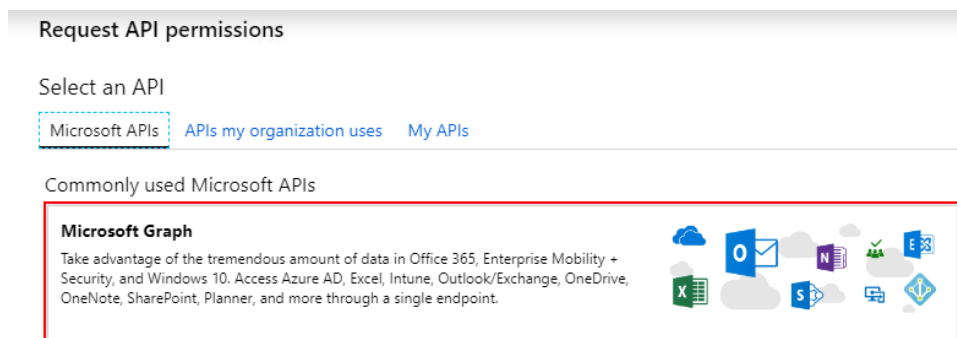 Request API permissions
Select an API
Microsoft APIs APIs my organization uses My APIs
Commonly used Microsoft APIs
Microsoft Graph
Take advantage of the tremendous amount of data in Office 365, Enterprise Mobility +
Security, and Windows 10. Access Azure AD, Excel, Intune, Outlook/Exchange, OneDrive,
OneNote, SharePoint, Planner, and more through a single endpoint.